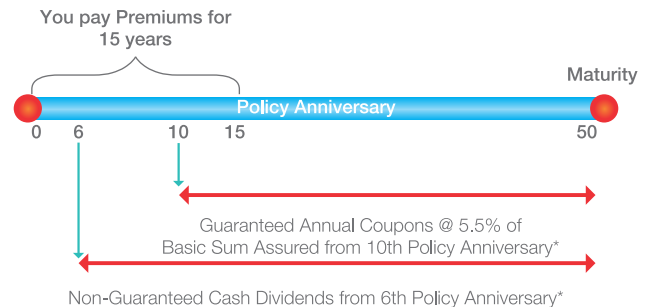 You pay Premiums for
15 years
Maturity
Policy Anniversary
0 6 10 15 50
Guaranteed Annual Coupons @ 5.5% of
Basic Sum Assured from 10th Policy Anniversary*
Non-Guaranteed Cash Dividends from 6th Policy Anniversary*